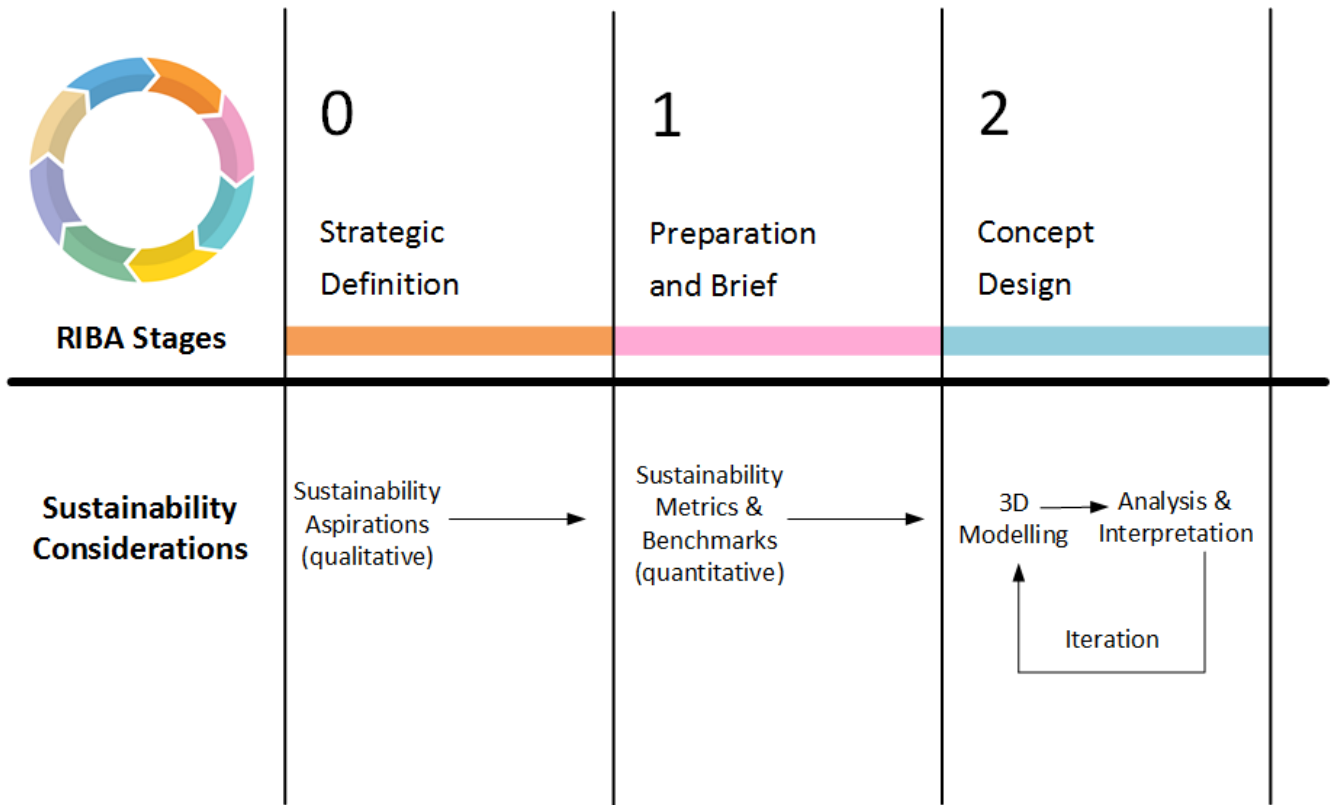 RIBA Stages
0
Strategic
Definition
1
Preparation
and Brief
2
Concept
Design
Sustainability
Considerations
Sustainability
Aspirations
(qualitative)
Sustainability
Metrics &
Benchmarks
(quantitative)
3D
Modelling
Analysis &
Interpretation
Iteration